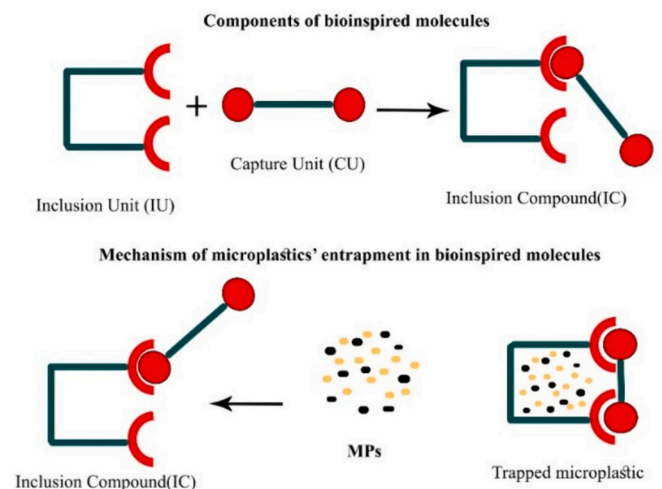 Components of bioinspired molecules
+
Inclusion Unit (IU)
Capture Unit (CU)
Inclusion Compound(IC)
Mechanism of microplastics' entrapment in bioinspired molecules
Inclusion Compound(IC)
MPs
Trapped microplastic